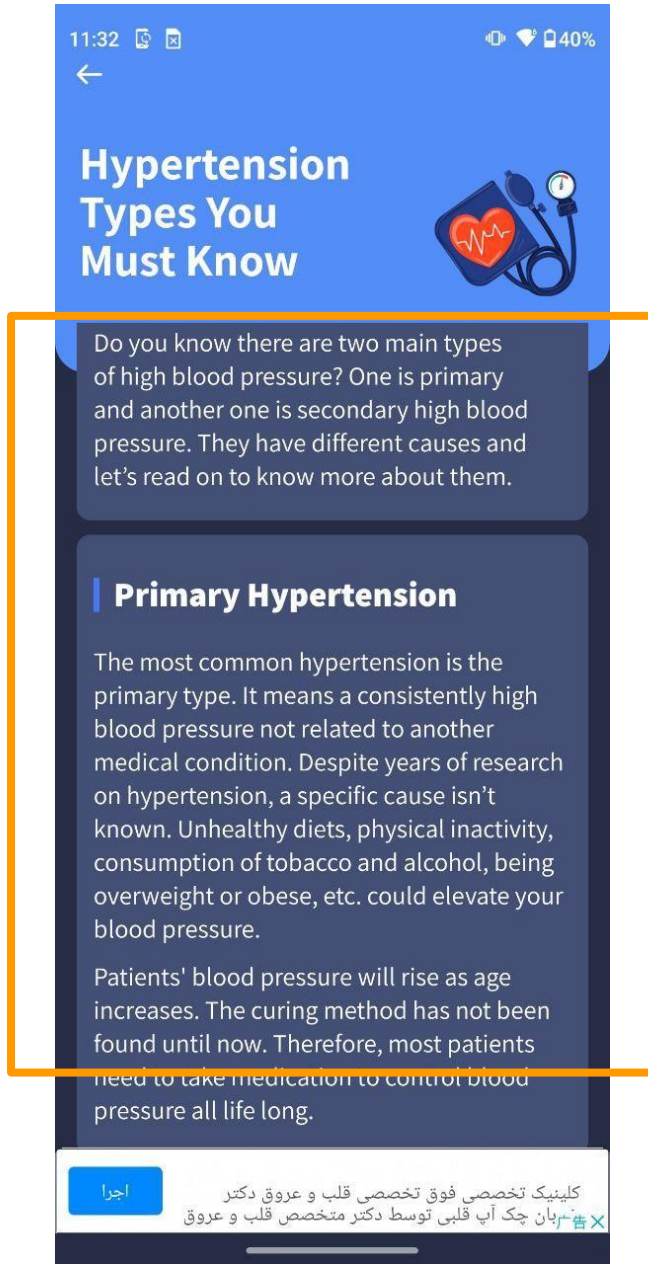 11:32
40%
Hypertension
Types You
Must Know
Do you know there are two main types
of high blood pressure? One is primary
and another one is secondary high blood
pressure. They have different causes and
let’s read on to know more about them.
Primary Hypertension
The most common hypertension is the
primary type. It means a consistently high
blood pressure not related to another
medical condition. Despite years of research
on hypertension, a specific cause isn’t
known. Unhealthy diets, physical inactivity,
consumption of tobacco and alcohol, being
overweight or obese, etc. could elevate your
blood pressure.
Patients' blood pressure will rise as age
increases. The curing method has not been
found until now. Therefore, most patients
need to take medication to control blood
pressure all life long.
اجرا
کلینیک تخصصی فوق تخصصی قلب و عروق دکتر
چک آپ قلبی توسط دکتر متخصص قلب و عروق
广告